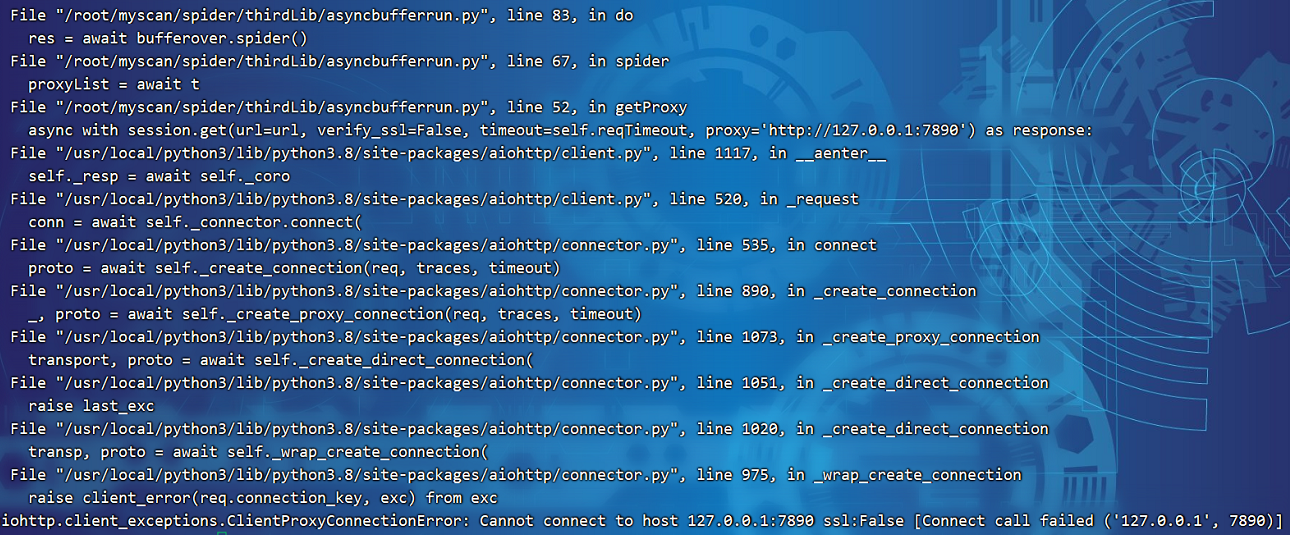 File "/root/myscan/spider/thirdLib/asyncbufferrun.py", line 83, in do
res = await bufferover.spider()
File "/root/myscan/spider/thirdLib/asyncbufferrun.py", line 67, in spider
proxyList = await t
File "/root/myscan/spider/thirdLib/asyncbufferrun.py", line 52, in getProxy
async with session.get(url=url, verify_ssl=False, timeout=self.reqTimeout, proxy='http://127.0.0.1:7890') as response:
File "/usr/local/python3/lib/python3.8/site-packages/aiohttp/client.py", line 1117, in __aenter__
self._resp = await self._coro
File "/usr/local/python3/lib/python3.8/site-packages/aiohttp/client.py", line 520, in _request
conn = await self._connector.connect(
File "/usr/local/python3/lib/python3.8/site-packages/aiohttp/connector.py", line 535, in connect
proto = await self._create_connection(req, traces, timeout)
File "/usr/local/python3/lib/python3.8/site-packages/aiohttp/connector.py", line 890, in _create_connection
_, proto = await self._create_proxy_connection(req, traces, timeout)
File "/usr/local/python3/lib/python3.8/site-packages/aiohttp/connector.py", line 1073, in _create_proxy_connection
transport, proto = await self._create_direct_connection(
File "/usr/local/python3/lib/python3.8/site-packages/aiohttp/connector.py", line 1051, in _create_direct_connection
raise last_exc
File "/usr/local/python3/lib/python3.8/site-packages/aiohttp/connector.py", line 1020, in _create_direct_connection
transp, proto = await self._wrap_create_connection(
File "/usr/local/python3/lib/python3.8/site-packages/aiohttp/connector.py", line 975, in _wrap_create_connection
raise client_error(req.connection_key, exc) from exc
iohttp.client_exceptions.ClientProxyConnectionError: Cannot connect to host 127.0.0.1:7890 ssl:False [Connect call failed ('127.0.0.1', 7890)]